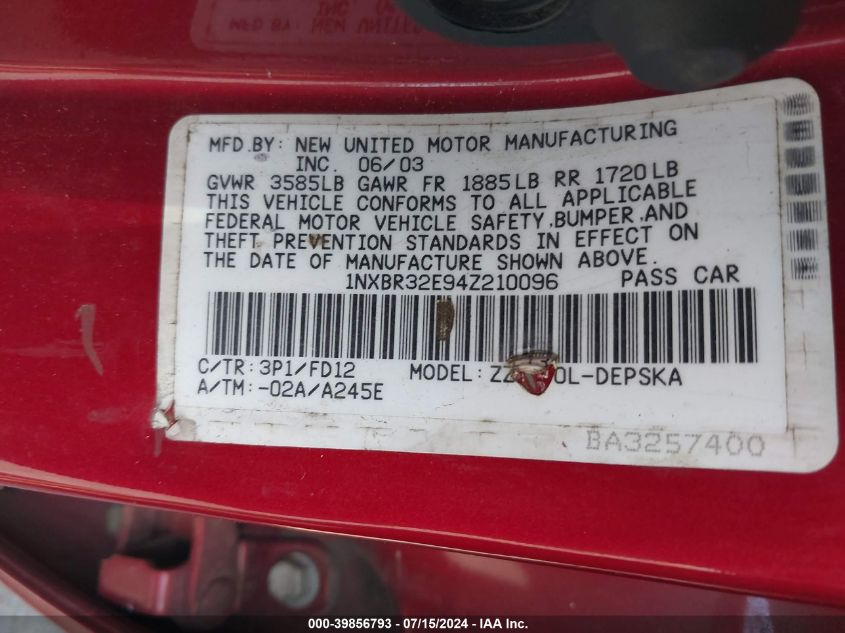 MFD.BY: NEW UNITED MOTOR MANUFACTURING
INC. 06/03
GVWR 3585LB GAWR FR 1885LB RR 1720LB
THIS VEHICLE CONFORMS TO ALL APPLICABLE
FEDERAL MOTOR VEHICLE SAFETY,BUMPER,AND
THEFT PREVENTION STANDARDS IN EFFECT ON
THE DATE OF MANUFACTURE SHOWN ABOVE.
1NXBR32E94Z210096 PASS CAR
C/TR:3P1/FD12 MODEL: 0L-DEPSKA
A/TM:-02A/A245E
BA3257400
000-39856793 - 07/15/2024 - IAA Inc.